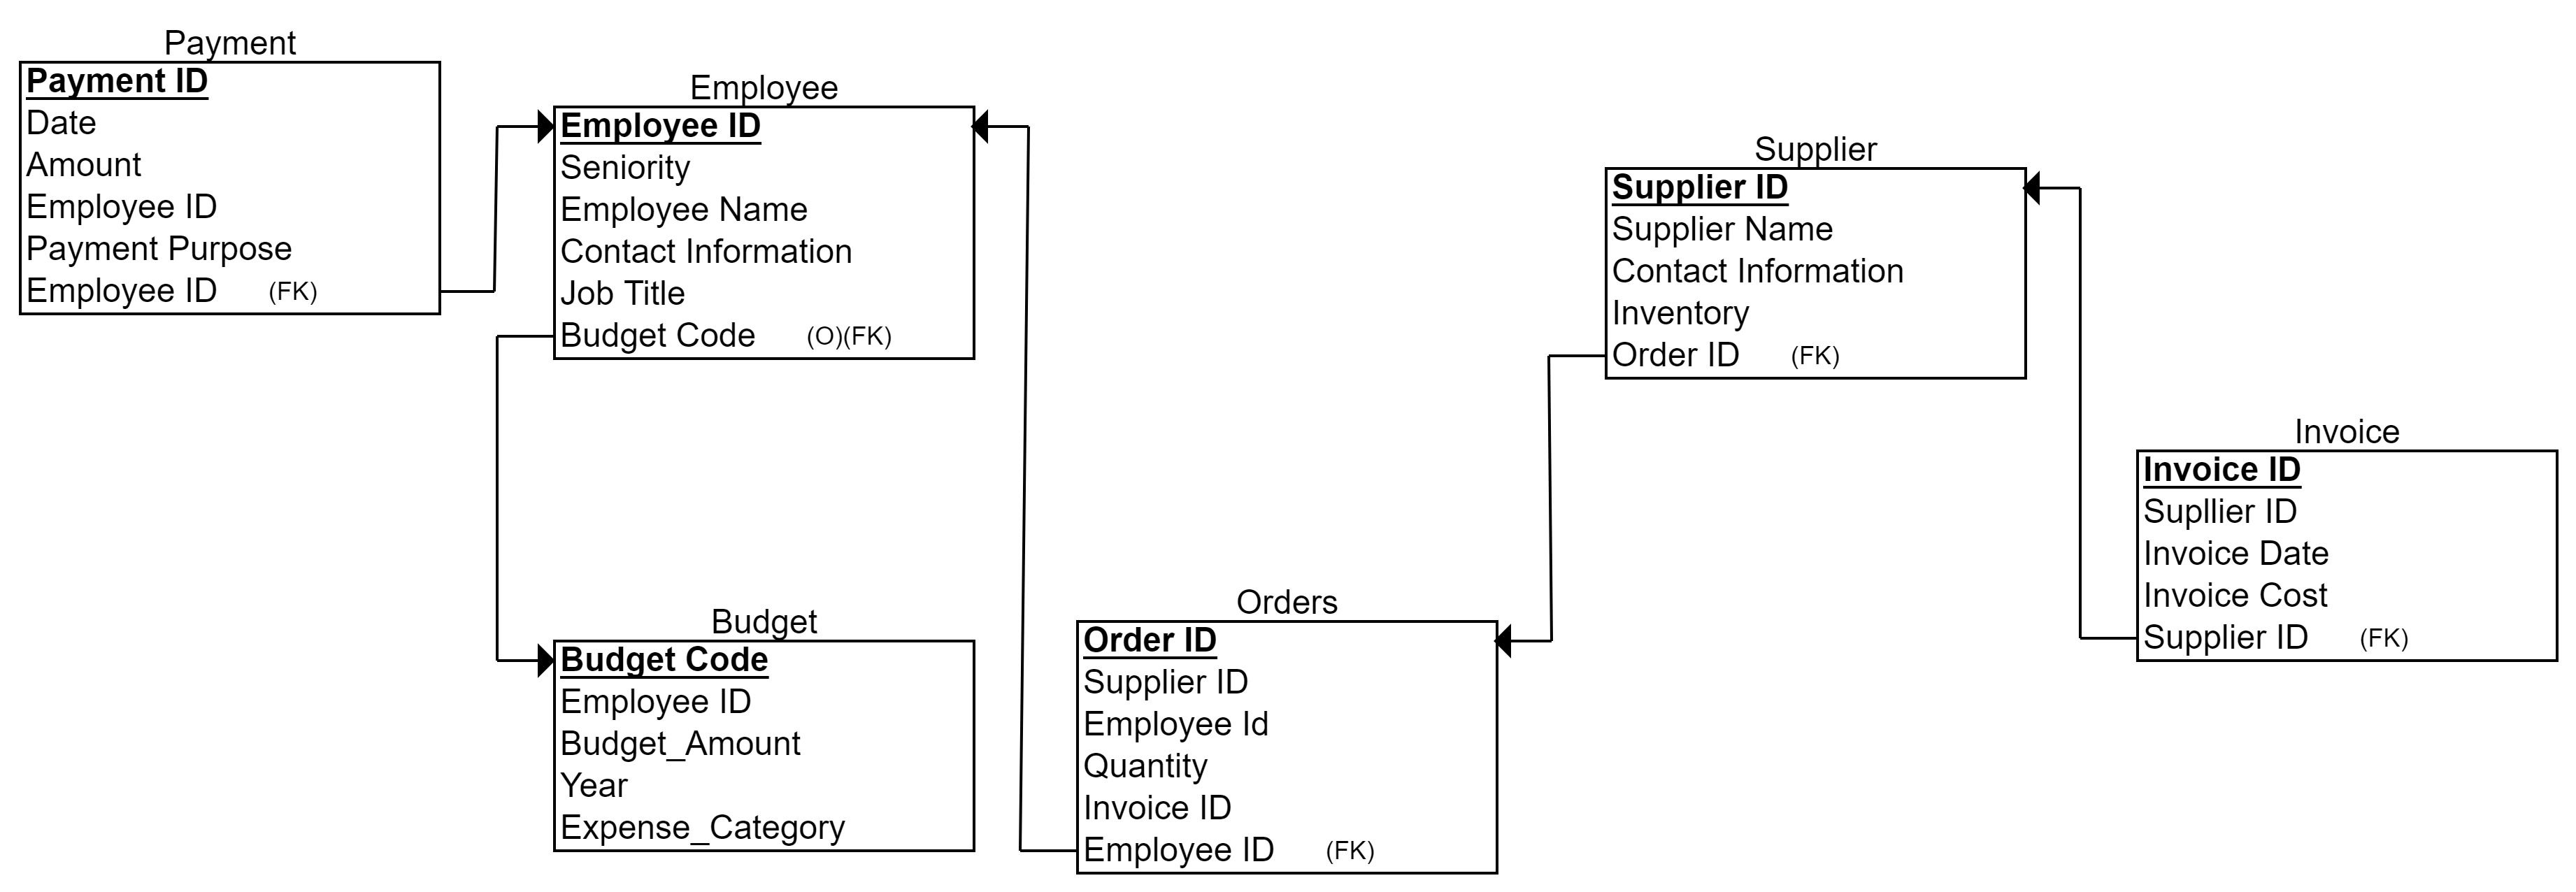 Payment
Payment ID
Date
Amount
Employee ID
Payment Purpose
Employee ID (FK)
Employee
Employee ID
Seniority
Employee Name
Contact Information
Job Title
Budget Code (O)(FK)
Budget
Budget Code
Employee ID
Budget_Amount
Year
Expense_Category
Orders
Order ID
Supplier ID
Employee Id
Quantity
Invoice ID
Employee ID (FK)
Supplier
Supplier ID
Supplier Name
Contact Information
Inventory
Order ID (FK)
Invoice
Invoice ID
Supllier ID
Invoice Date
Invoice Cost
Supplier ID (FK)